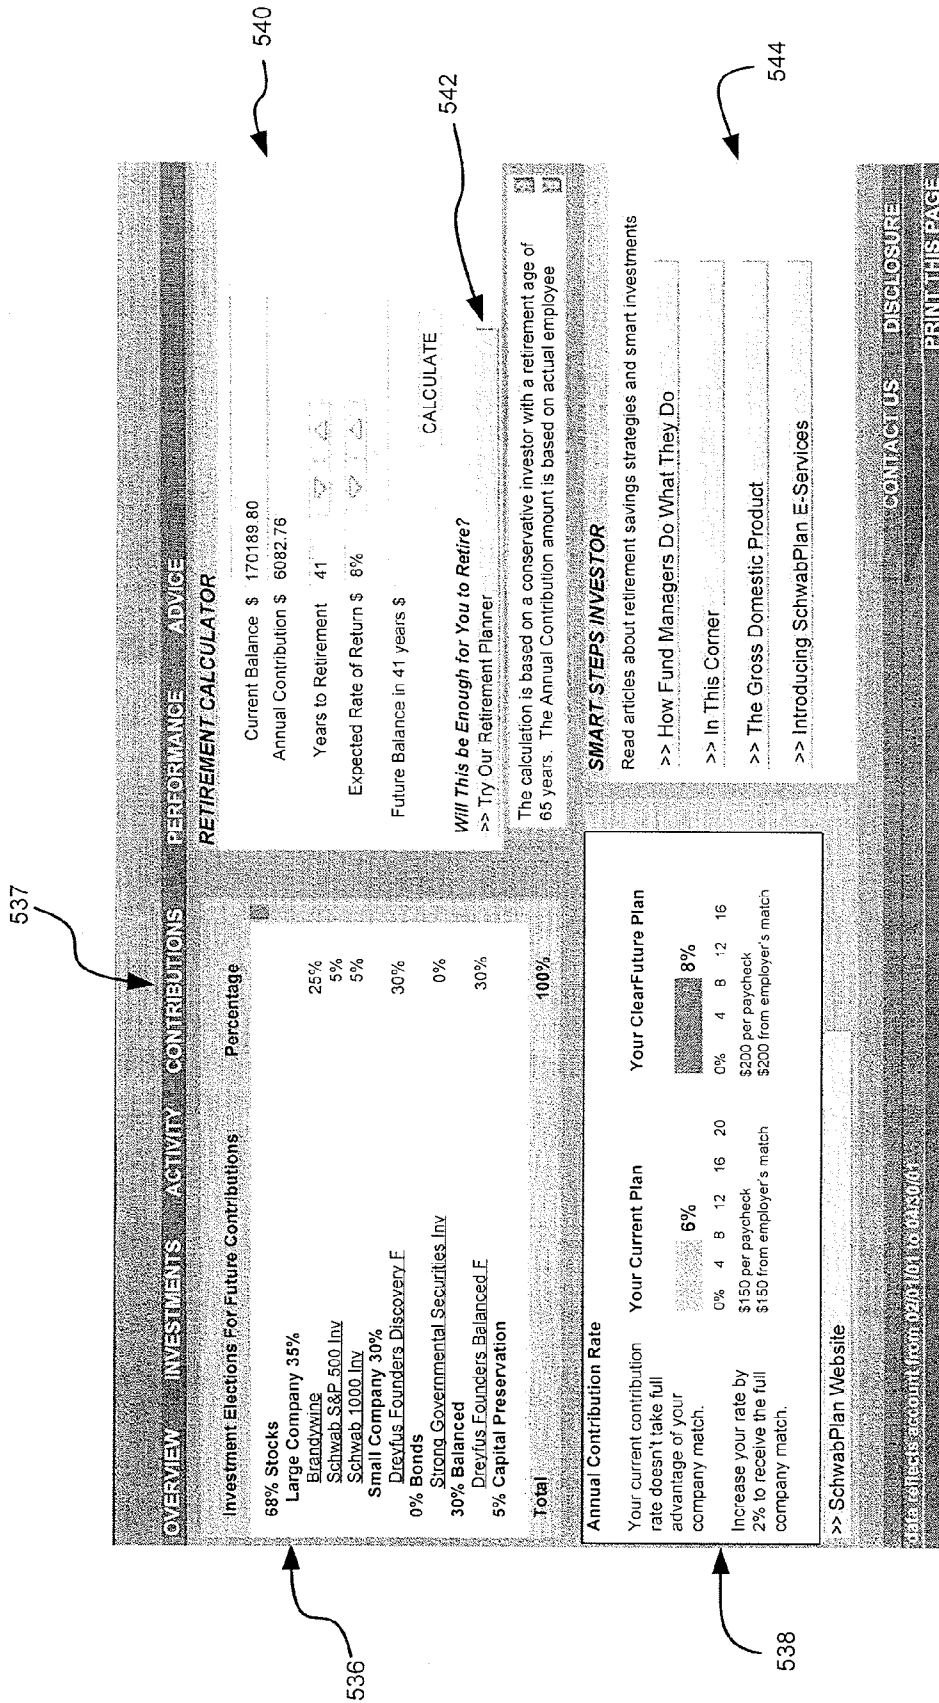 537
OVERVIEW INVESTMENTS ACTIVITY CONTRIBUTIONS PERFORMANCE ADVICE
536
Investment Elections For Future Contributions Percentage
68% Stocks
Large Company 35%
Brandywine 25%
Schwab S&P 500 Inv 5%
Schwab 1000 Inv 5%
Small Company 30%
Dreyfus Founders Discovery F 30%
0% Bonds
Strong Governmental Securities Inv 0%
30% Balanced
Dreyfus Founders Balanced F 30%
5% Capital Preservation
Total 100%
540
RETIREMENT CALCULATOR
Current Balance $ 170189.80
Annual Contribution $ 6082.76
Years to Retirement 41
Expected Rate of Return $ 8%
Future Balance in 41 years $
CALCULATE
Will This be Enough for You to Retire?
>> Try Our Retirement Planner
542
The calculation is based on a conservative investor with a retirement age of
65 years. The Annual Contribution amount is based on actual employee
538
Annual Contribution Rate
Your current contribution
rate doesn't take full
advantage of your
company match.
Increase your rate by
2% to receive the full
company match.
Your Current Plan
6%
0% 4 8 12 16 20
$150 per paycheck
$150 from employer's match
Your ClearFuture Plan
8%
0% 4 8 12 16
$200 per paycheck
$200 from employer's match
>> SchwabPlan Website
544
SMART STEPS INVESTOR
Read articles about retirement savings strategies and smart investments
>> How Fund Managers Do What They Do
>> In This Corner
>> The Gross Domestic Product
>> Introducing SchwabPlan E-Services
CONTACT US DISCLOSURE
data reflects account from 02/01/01 to 04/30/01
PRINT THIS PAGE